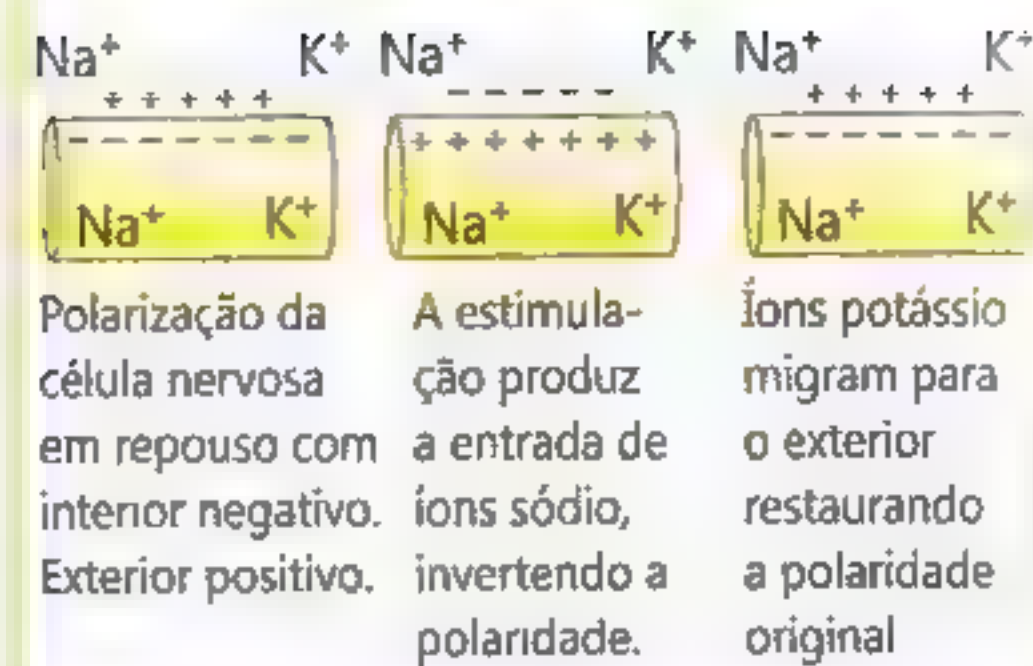 Na⁺ K⁺ Na⁺ K⁺ Na⁺ K⁺
+ + + + + - - - - - + + + + +
- - - - - - - + + + + + + + - - - - - - -
Na⁺ K⁺ Na⁺ K⁺ Na⁺ K⁺
Polarização da
célula nervosa
em repouso com
interior negativo.
Exterior positivo.
A estimula-
ção produz
a entrada de
íons sódio,
invertendo a
polaridade.
Íons potássio
migram para
o exterior
restaurando
a polaridade
original